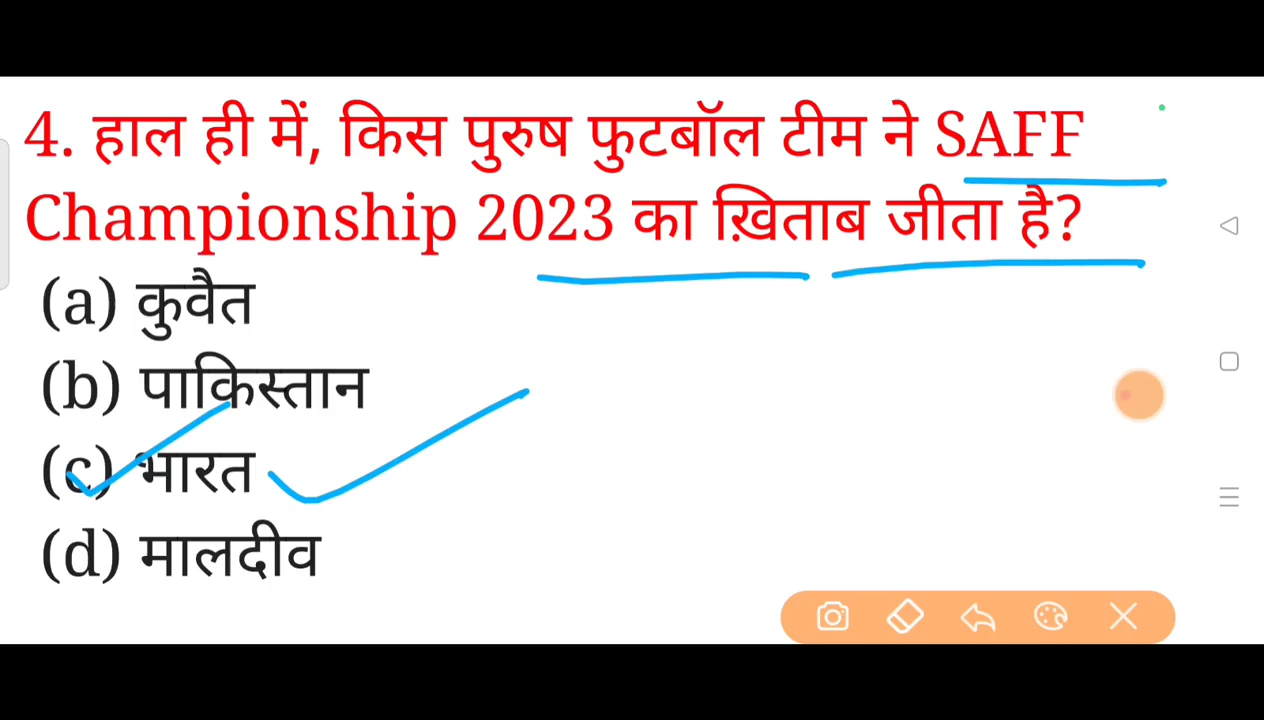 4. हाल ही में, किस पुरुष फुटबॉल टीम ने SAFF
Championship 2023 का ख़िताब जीता है?
(a) कुवैत
(b) पाकिस्तान
(c) भारत
(d) मालदीव